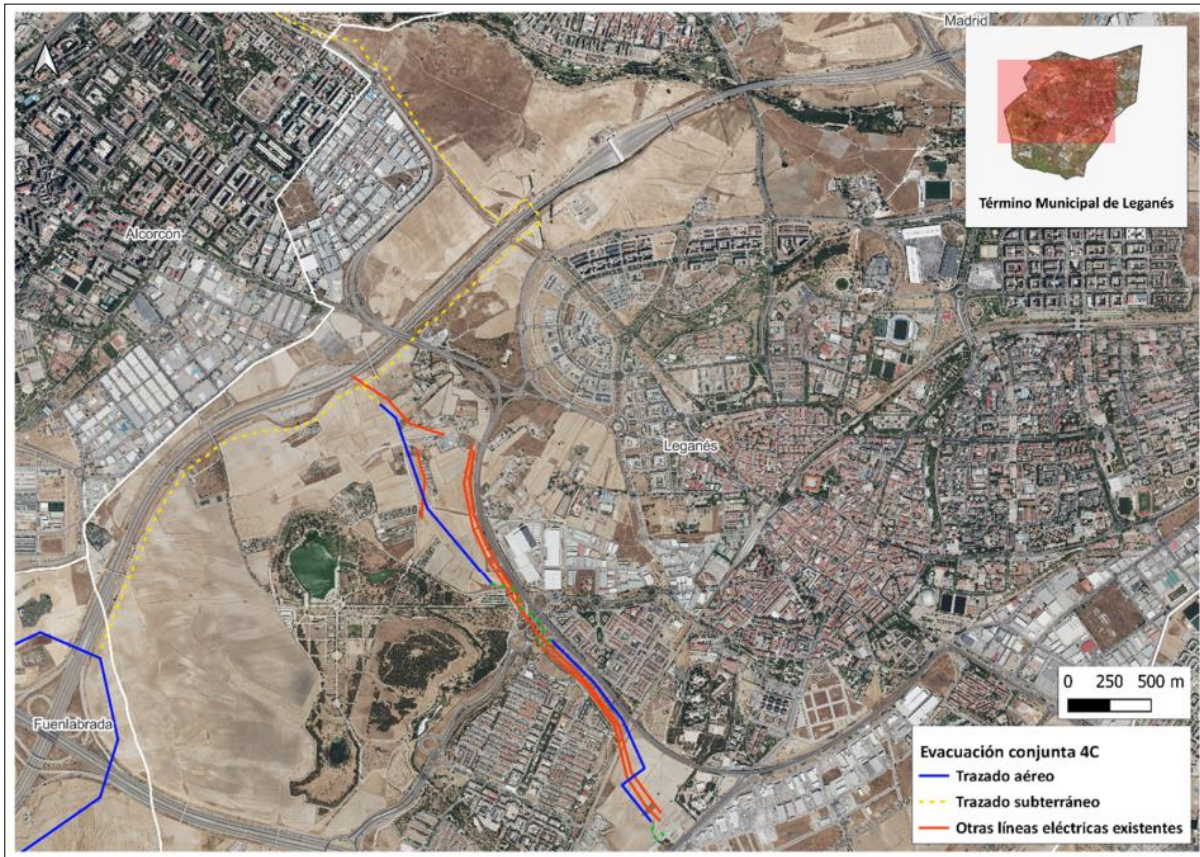 Madrid
Término Municipal de Leganés
Alcorcón
Leganés
Fuenlabrada
0 250 500 m
Evacuación conjunta 4C
Trazado aéreo
Trazado subterráneo
Otras líneas eléctricas existentes